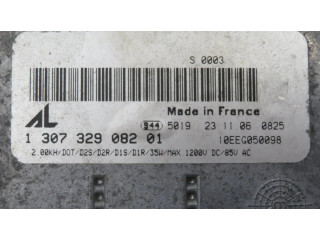 S 0003
AL
Made in France
944 5019 23 11 06 0825
1 307 329 082 01
10EEG050098
2.00KH/DOT/D2S/D2R/D1S/D1R/35W/MAX 1200V DC/85V AC